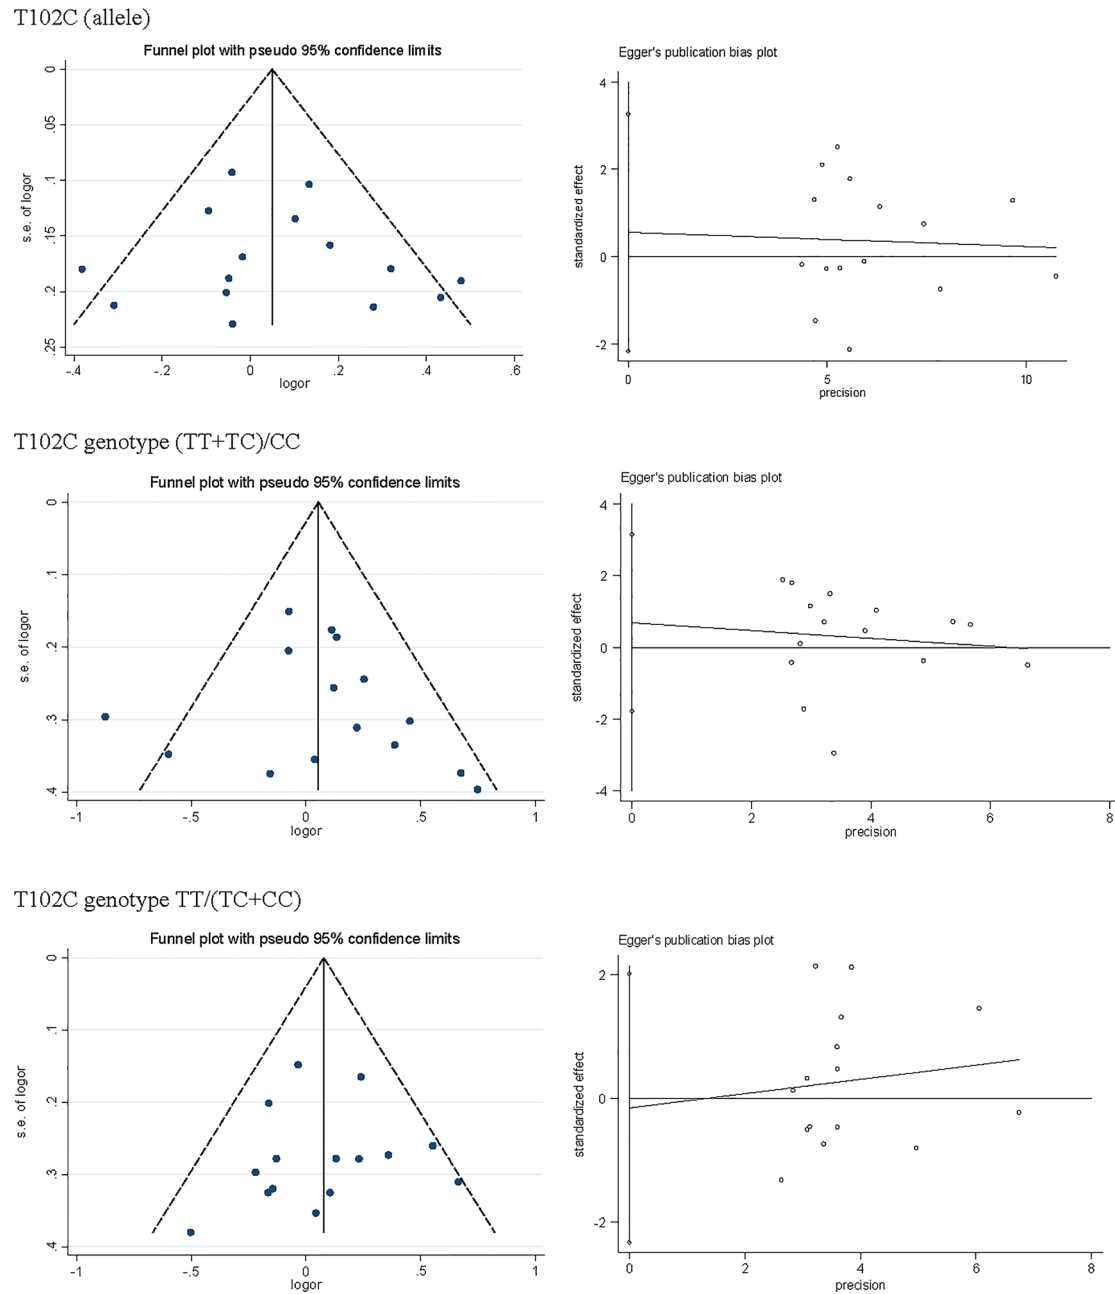 T102C (allele)
Funnel plot with pseudo 95% confidence limits
0
.05
.1
.15
.2
.25
s.e. of logor
-.4
-.2
0
.2
.4
.6
logor
Egger's publication bias plot
4
2
0
-2
standardized effect
0
5
10
precision
T102C genotype (TT+TC)/CC
Funnel plot with pseudo 95% confidence limits
0
.1
.2
.3
.4
s.e. of logor
-1
-.5
0
.5
1
logor
Egger's publication bias plot
4
2
0
-2
-4
standardized effect
0
2
4
6
8
precision
T102C genotype TT/(TC+CC)
Funnel plot with pseudo 95% confidence limits
0
.1
.2
.3
.4
s.e. of logor
-1
-.5
0
.5
1
logor
Egger's publication bias plot
2
0
-2
standardized effect
0
2
4
6
8
precision